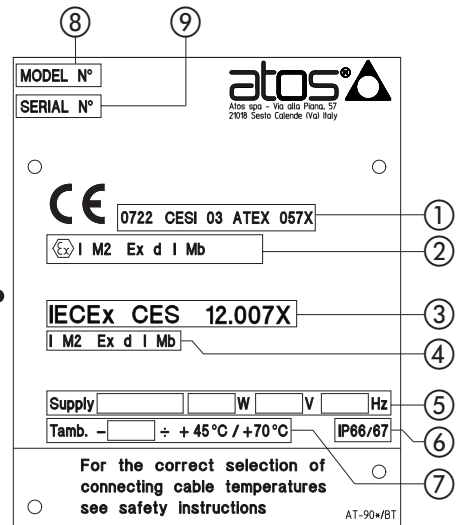 ⑧ ⑨
MODEL N°
SERIAL N°
atos®
Atos spa - Via alla Piana, 57
21018 Sesto Calende (Va) Italy
CE 0722 CESI 03 ATEX 057X ①
Ex I M2 Ex d I Mb ②
IECEx CES 12.007X ③
I M2 Ex d I Mb ④
Supply W V Hz ⑤
Tamb. - ÷ + 45°C / +70°C IP66/67 ⑥
⑦
For the correct selection of
connecting cable temperatures
see safety instructions
AT-90*/BT